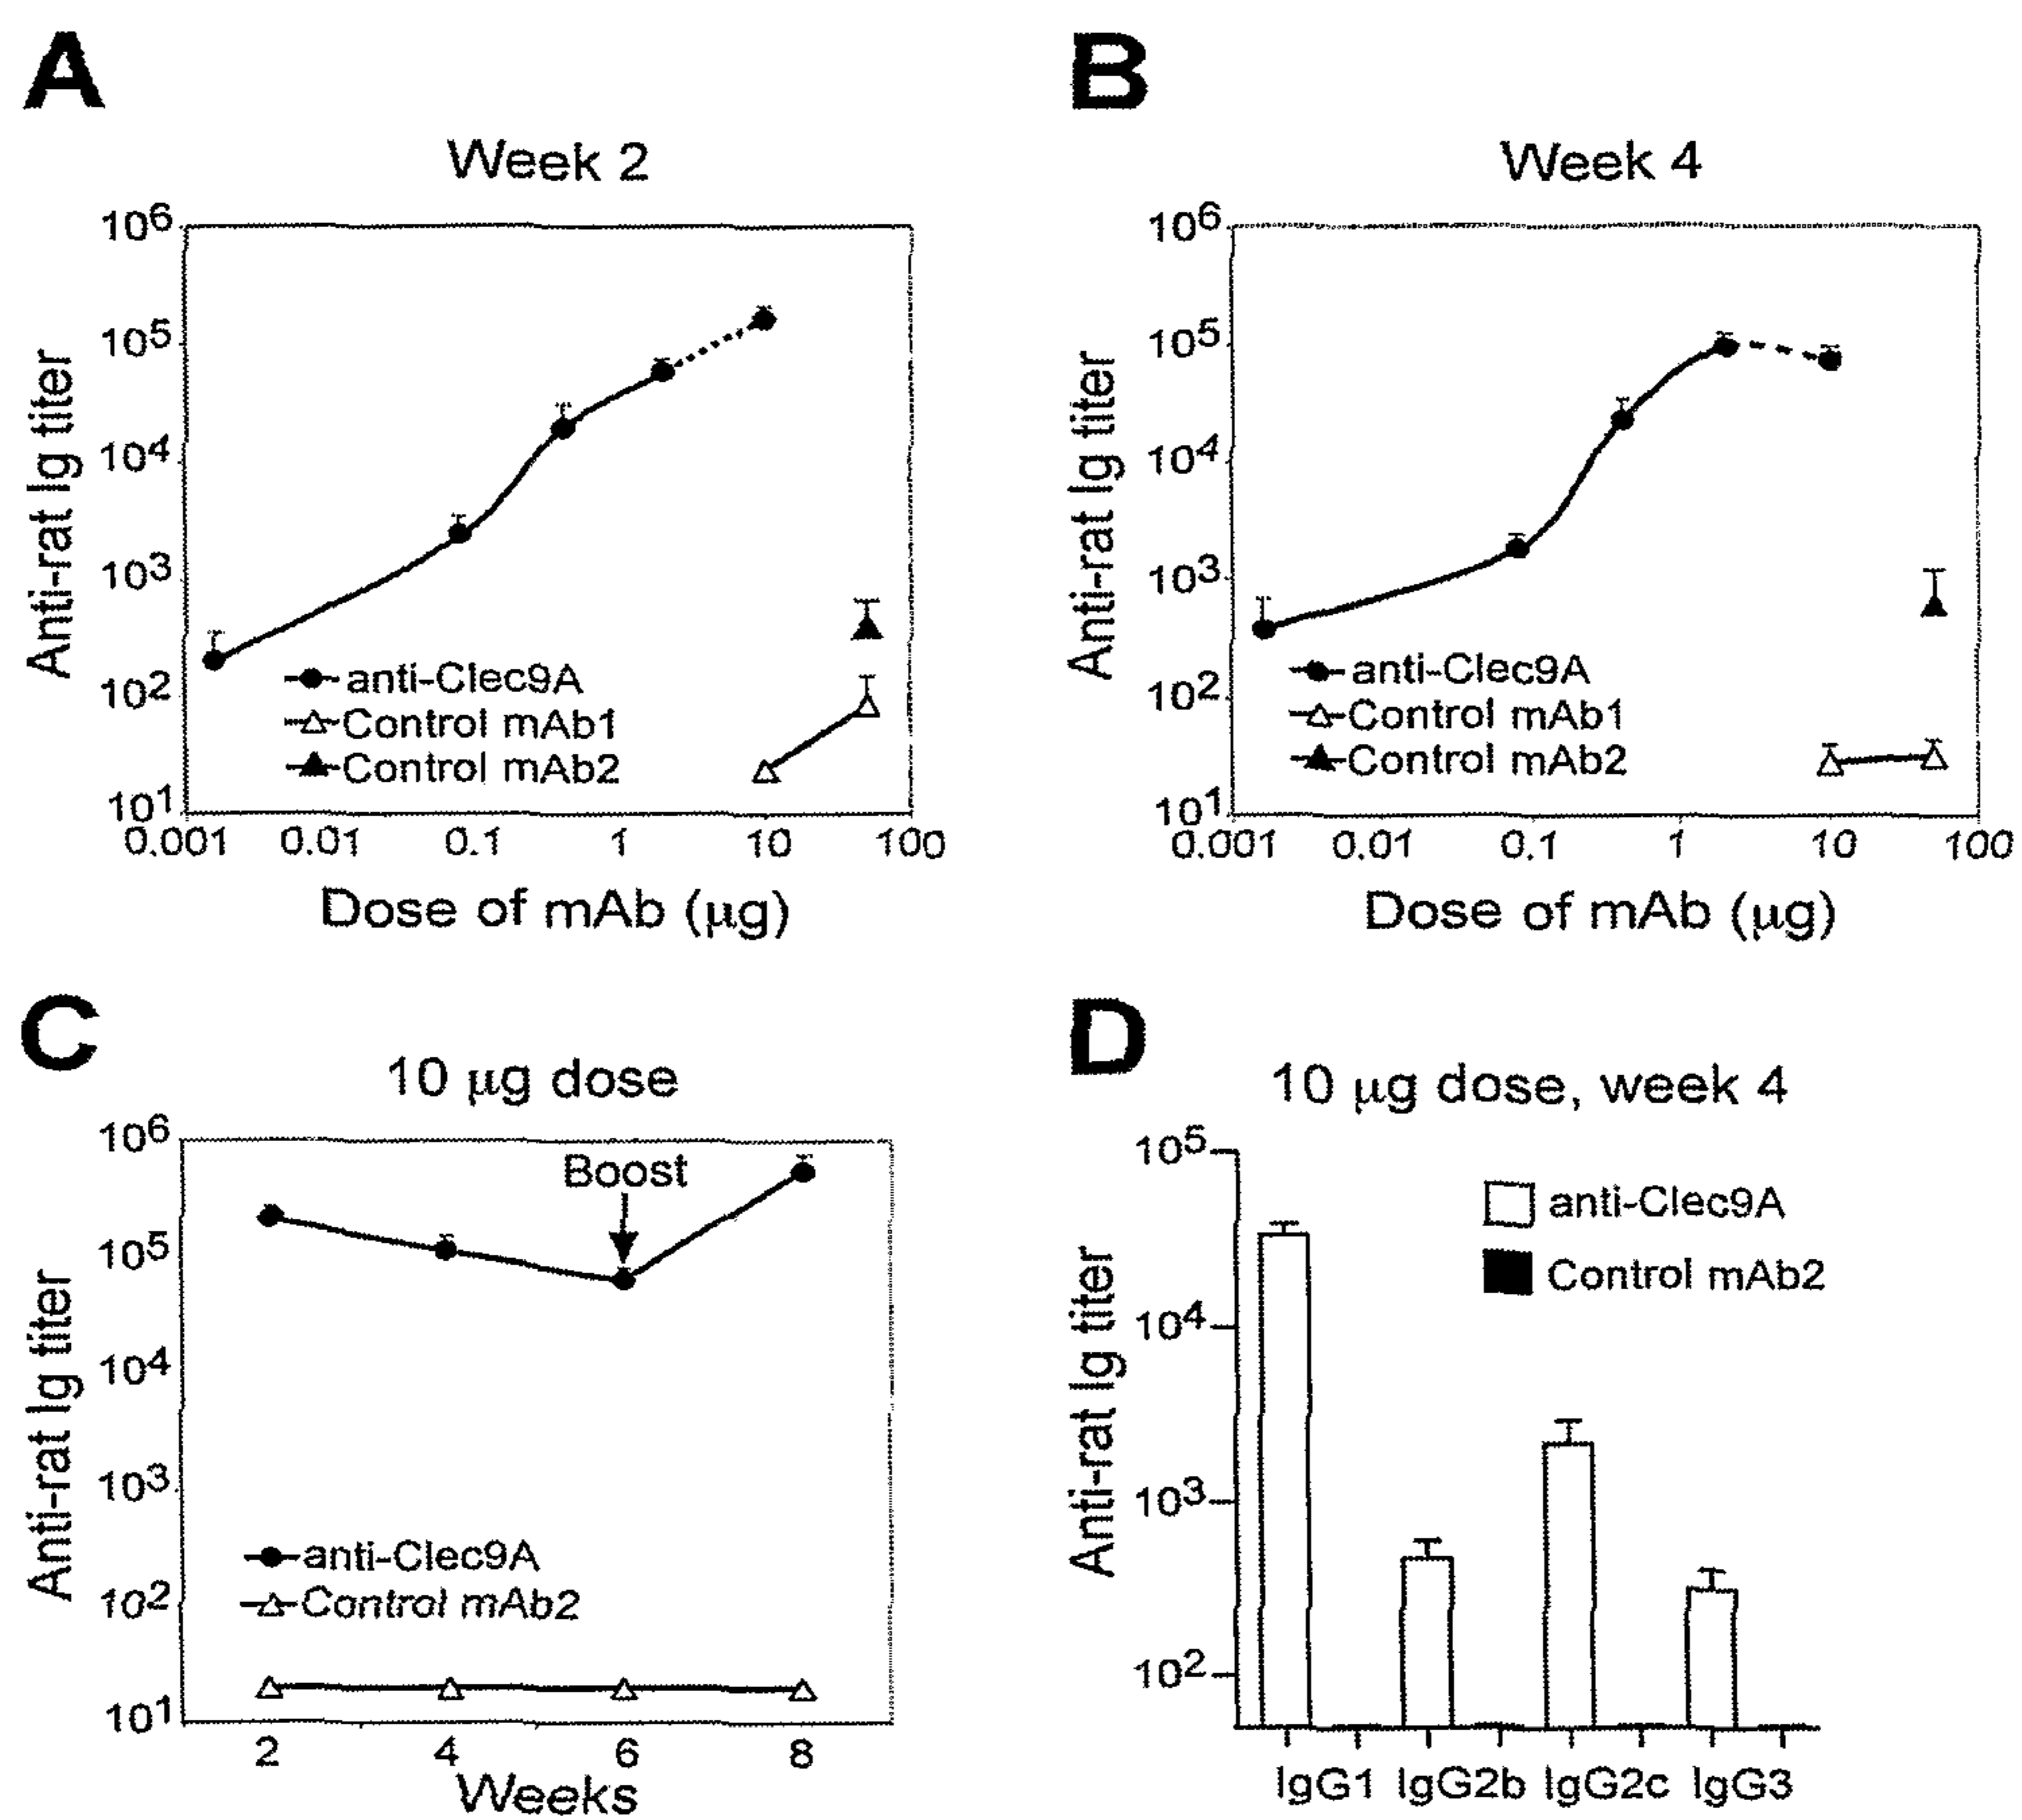 A
Week 2
10⁶
10⁵
10⁴
10³
10²
10¹
Anti-rat Ig titer
anti-Clec9A
Control mAb1
Control mAb2
0.001 0.01 0.1 1 10 100
Dose of mAb (μg)
B
Week 4
10⁶
10⁵
10⁴
10³
10²
10¹
Anti-rat Ig titer
anti-Clec9A
Control mAb1
Control mAb2
0.001 0.01 0.1 1 10 100
Dose of mAb (μg)
C
10 μg dose
10⁶
10⁵
10⁴
10³
10²
10¹
Anti-rat Ig titer
Boost
anti-Clec9A
Control mAb2
2 4 6 8
Weeks
D
10 μg dose, week 4
10⁵
10⁴
10³
10²
Anti-rat Ig titer
anti-Clec9A
Control mAb2
IgG1 IgG2b IgG2c IgG3